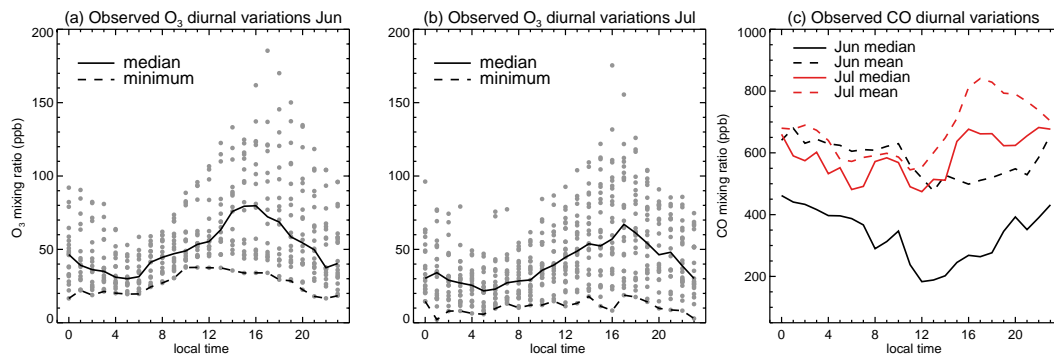 (a) Observed O3 diurnal variations Jun
200
150
100
50
0
O3 mixing ratio (ppb)
median
minimum
0 4 8 12 16 20
local time
(b) Observed O3 diurnal variations Jul
200
150
100
50
0
median
minimum
0 4 8 12 16 20
local time
(c) Observed CO diurnal variations
1000
800
600
400
200
CO mixing ratio (ppb)
Jun median
Jun mean
Jul median
Jul mean
0 4 8 12 16 20
local time